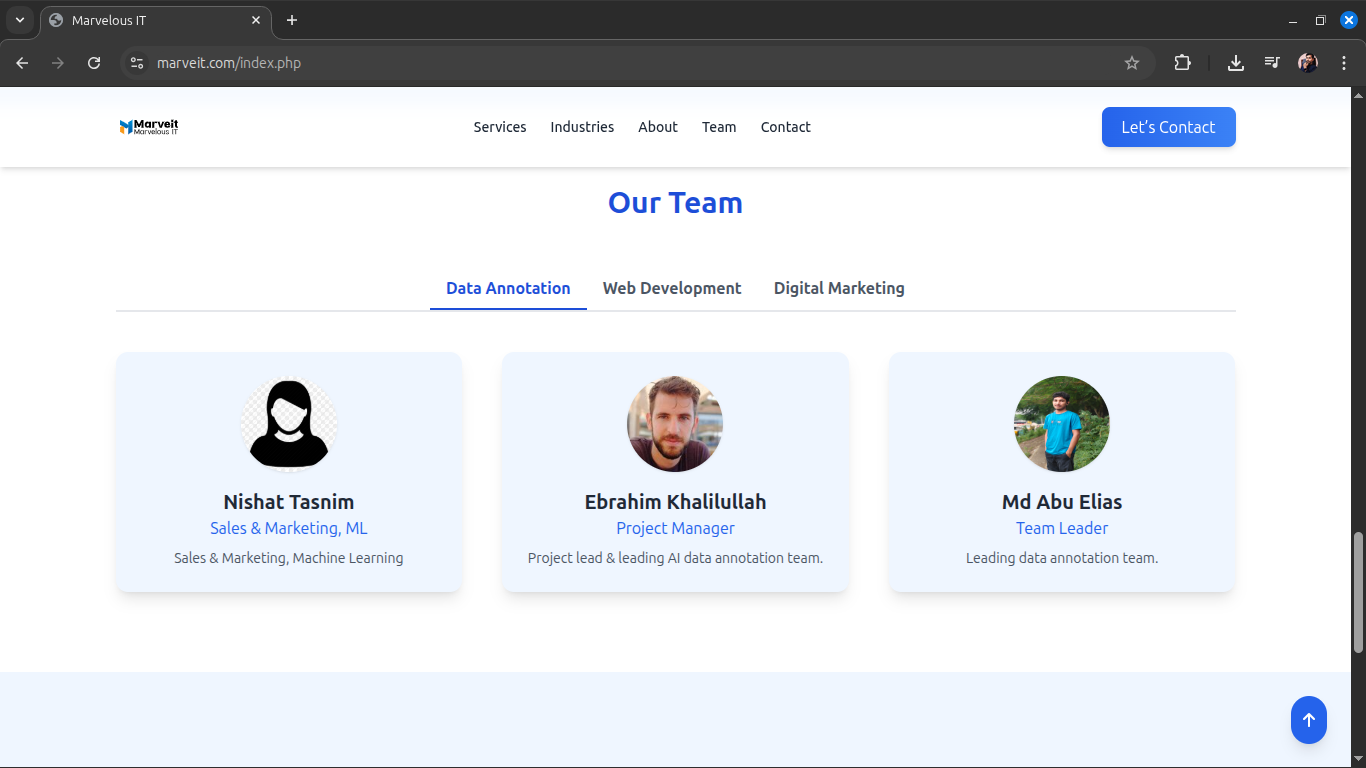 Marvelous IT
marveit.com/index.php
Marveit
Marvelous IT
Services Industries About Team Contact
Let’s Contact
Our Team
Data Annotation Web Development Digital Marketing
Nishat Tasnim
Sales & Marketing, ML
Sales & Marketing, Machine Learning
Ebrahim Khalilullah
Project Manager
Project lead & leading AI data annotation team.
Md Abu Elias
Team Leader
Leading data annotation team.